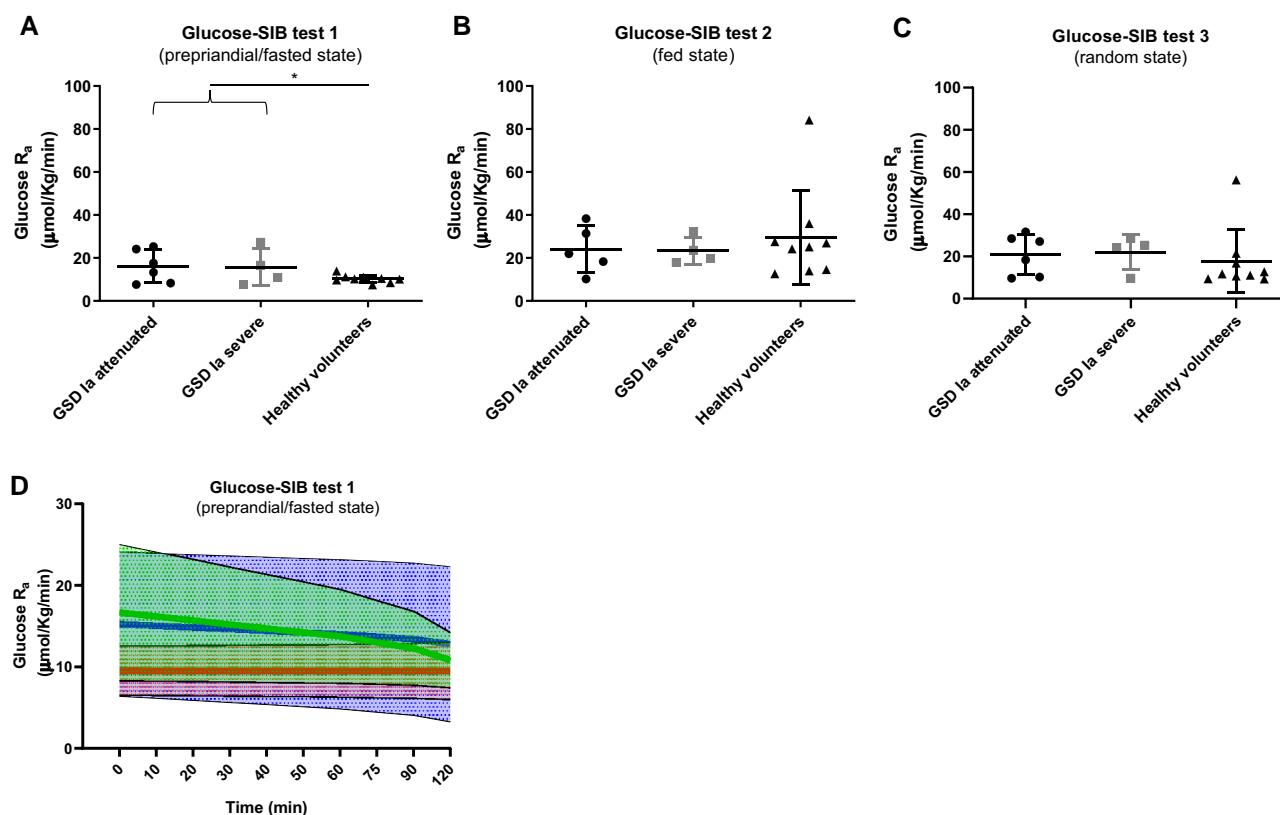 A
Glucose-SIB test 1
(prepriandial/fasted state)
*
Glucose Ra
(µmol/Kg/min)
100
80
60
40
20
0
GSD Ia attenuated
GSD Ia severe
Healthy volunteers
B
Glucose-SIB test 2
(fed state)
Glucose Ra
(µmol/Kg/min)
100
80
60
40
20
0
GSD Ia attenuated
GSD Ia severe
Healthy volunteers
C
Glucose-SIB test 3
(random state)
Glucose Ra
(µmol/Kg/min)
100
80
60
40
20
0
GSD Ia attenuated
GSD Ia severe
Healhty volunteers
D
Glucose-SIB test 1
(preprandial/fasted state)
Glucose Ra
(µmol/Kg/min)
30
20
10
0
0 10 20 30 40 50 60 75 90 120
Time (min)